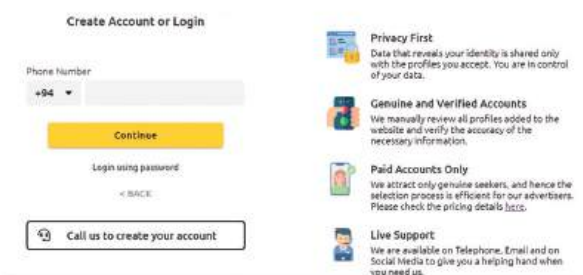 Create Account or Login
Phone Number
+94
Continue
Login using password
< BACK
Call us to create your account
Privacy First
Data that reveals your identity is shared only
with the profiles you accept. You are in control
of your data.
Genuine and Verified Accounts
We manually review all profiles added to the
website and verify the accuracy of the
necessary information.
Paid Accounts Only
We attract only genuine seekers, and hence the
selection process is efficient for our advertisers.
Please check the pricing details here.
Live Support
We are available on Telephone, Email and on
Social Media to give you a helping hand when
you need us.